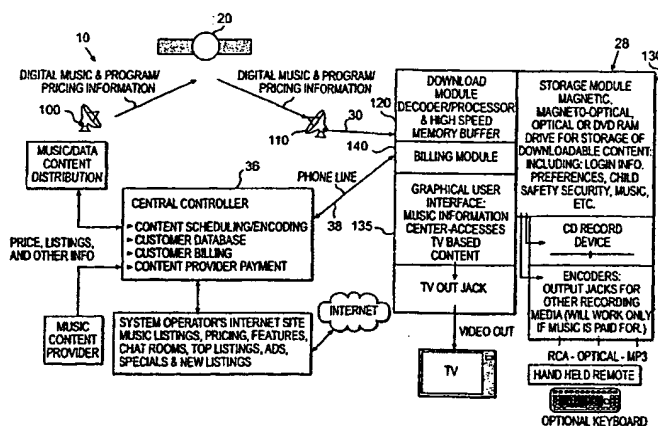 20
10
DIGITAL MUSIC & PROGRAM/
PRICING INFORMATION
DIGITAL MUSIC & PROGRAM/
PRICING INFORMATION
100
110
30
MUSIC/DATA
CONTENT
DISTRIBUTION
36
PHONE LINE
38
CENTRAL CONTROLLER
CONTENT SCHEDULING/ENCODING
CUSTOMER DATABASE
CUSTOMER BILLING
CONTENT PROVIDER PAYMENT
PRICE, LISTINGS,
AND OTHER INFO
MUSIC
CONTENT
PROVIDER
SYSTEM OPERATOR'S INTERNET SITE
MUSIC LISTINGS, PRICING, FEATURES,
CHAT ROOMS, TOP LISTINGS, ADS,
SPECIALS & NEW LISTINGS
INTERNET
28
130
120
DOWNLOAD
MODULE
DECODER/PROCESSOR
& HIGH SPEED
MEMORY BUFFER
140
BILLING MODULE
135
GRAPHICAL USER
INTERFACE:
MUSIC INFORMATION
CENTER-ACCESSES
TV BASED
CONTENT
TV OUT JACK
VIDEO OUT
TV
STORAGE MODULE
MAGNETIC,
MAGNETO-OPTICAL,
OPTICAL OR DVD RAM
DRIVE FOR STORAGE OF
DOWNLOADABLE CONTENT:
INCLUDING: LOGIN INFO,
PREFERENCES, CHILD
SAFETY SECURITY, MUSIC,
ETC.
CD RECORD
DEVICE
ENCODERS:
OUTPUT JACKS FOR
OTHER RECORDING
MEDIA (WILL WORK ONLY
IF MUSIC IS PAID FOR.)
RCA - OPTICAL - MP3
HAND HELD REMOTE
OPTIONAL KEYBOARD